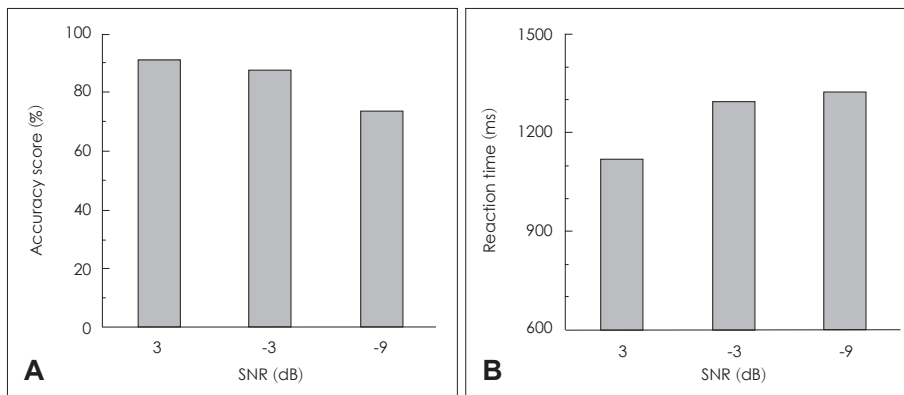 100
80
60
40
20
0
Accuracy score (%)
3 -3 -9
SNR (dB)
A
1500
1200
900
600
Reaction time (ms)
3 -3 -9
SNR (dB)
B